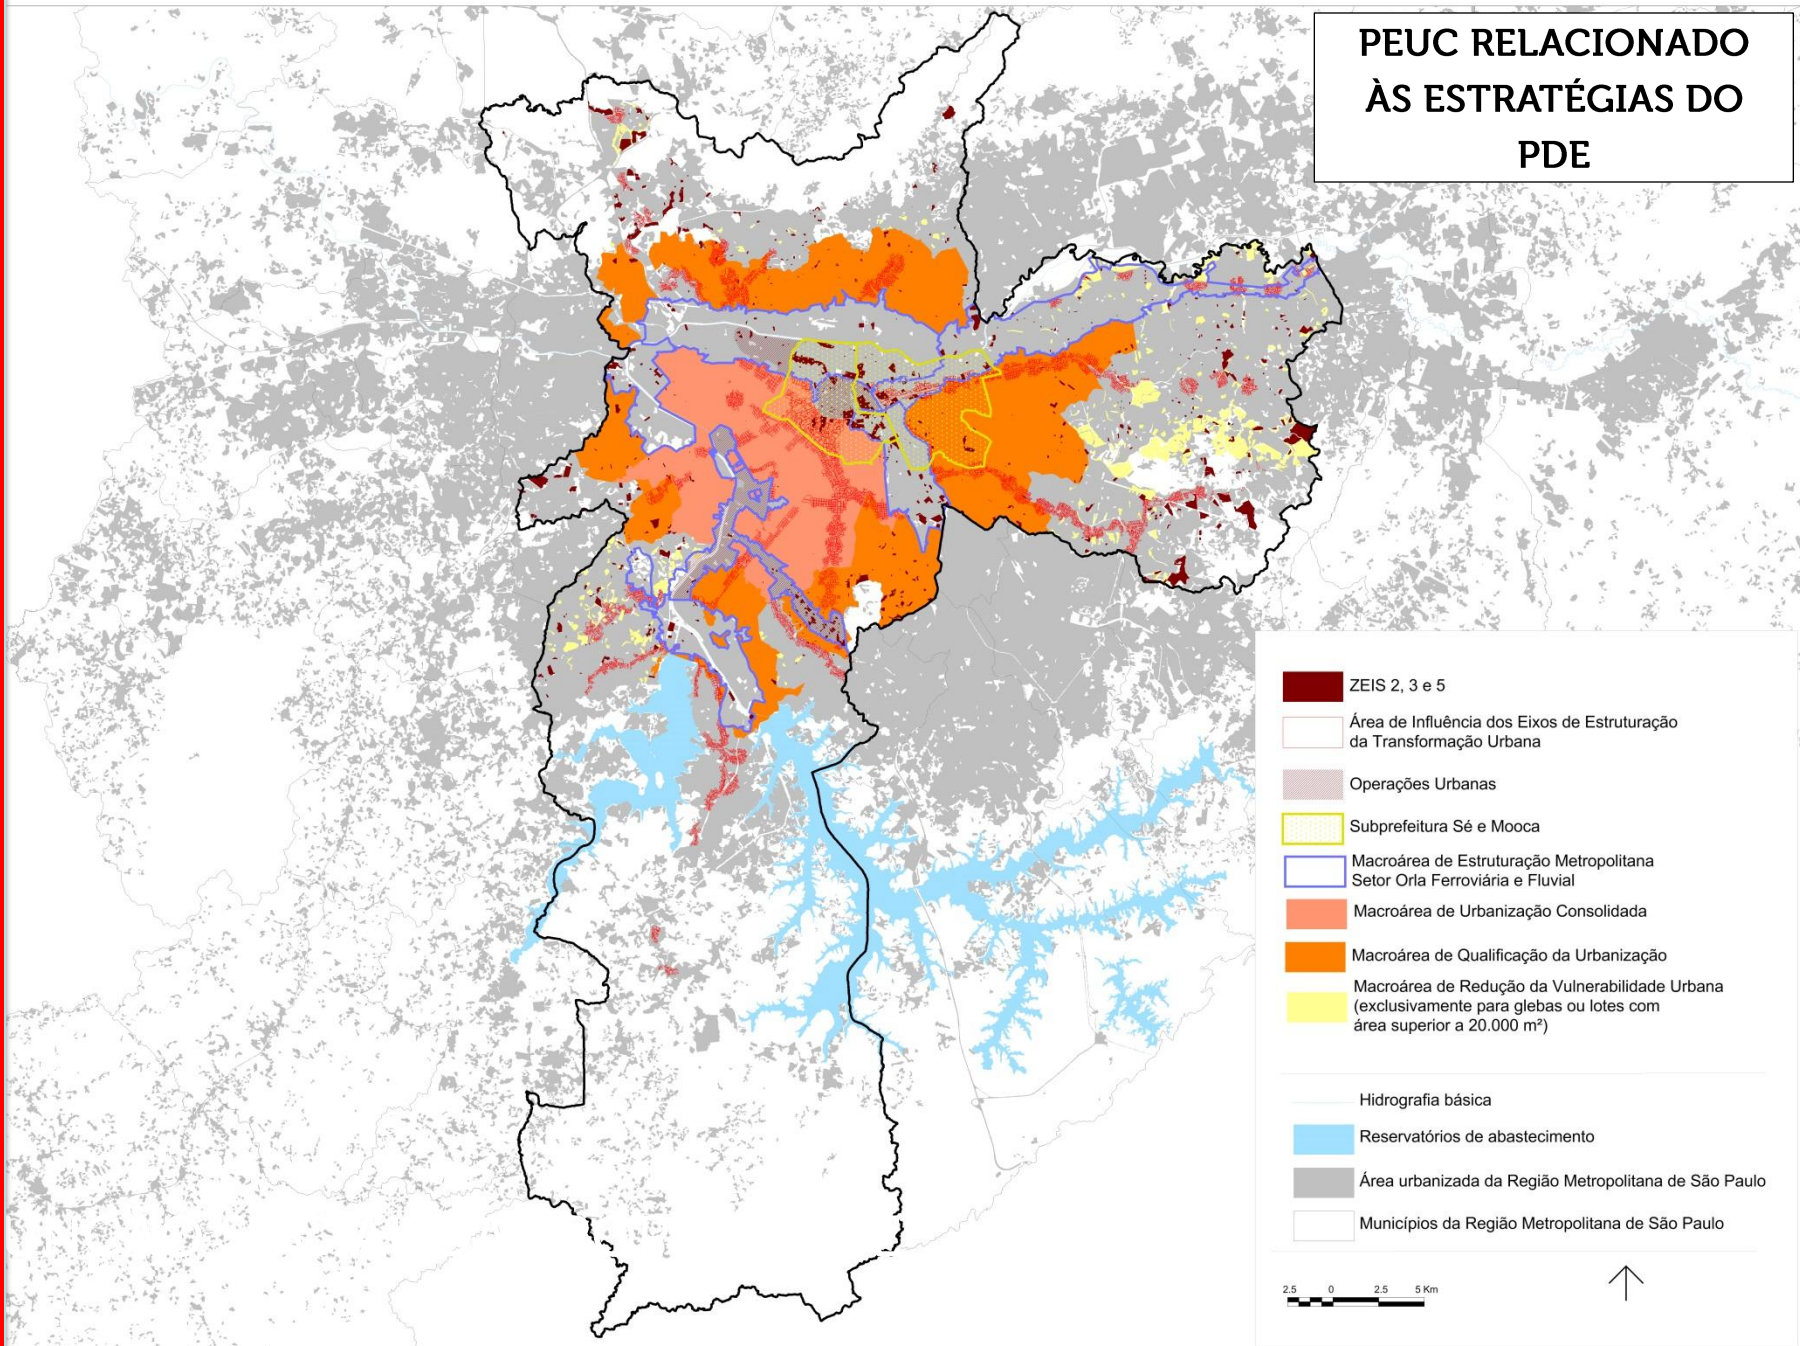 PEUC RELACIONADO
ÀS ESTRATÉGIAS DO
PDE
ZEIS 2, 3 e 5
Área de Influência dos Eixos de Estruturação
da Transformação Urbana
Operações Urbanas
Subprefeitura Sé e Mooca
Macroárea de Estruturação Metropolitana
Setor Orla Ferroviária e Fluvial
Macroárea de Urbanização Consolidada
Macroárea de Qualificação da Urbanização
Macroárea de Redução da Vulnerabilidade Urbana
(exclusivamente para glebas ou lotes com
área superior a 20.000 m²)
Hidrografia básica
Reservatórios de abastecimento
Área urbanizada da Região Metropolitana de São Paulo
Municípios da Região Metropolitana de São Paulo
2.5 0 2.5 5 Km